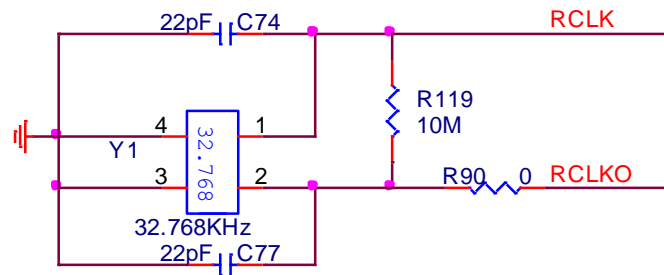 22pF C74 RCLK
R119
10M
4 1
Y1
32.768
R90 0 RCLKO
3 2
32.768KHz
22pF C77